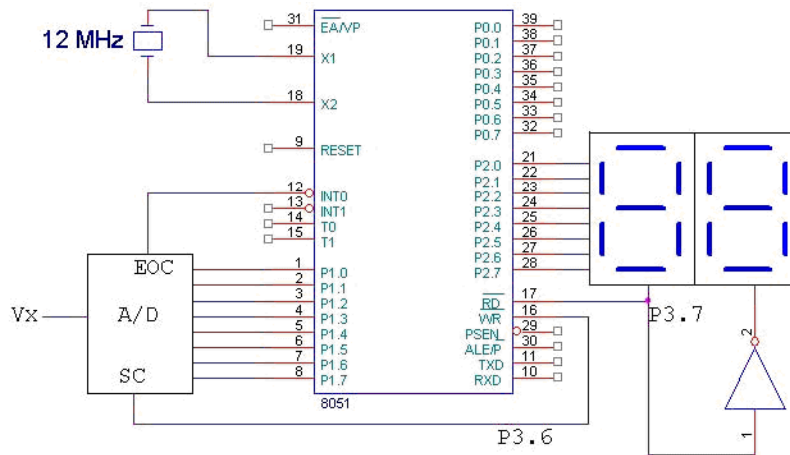 12 MHz
31
EA/VP
19
X1
18
X2
9
RESET
12
INT0
13
INT1
14
T0
15
T1
1
P1.0
2
P1.1
3
P1.2
4
P1.3
5
P1.4
6
P1.5
7
P1.6
8
P1.7
8051
P0.0
39
P0.1
38
P0.2
37
P0.3
36
P0.4
35
P0.5
34
P0.6
33
P0.7
32
P2.0
21
P2.1
22
P2.2
23
P2.3
24
P2.4
25
P2.5
26
P2.6
27
P2.7
28
RD
17
WR
16
PSEN
29
ALE/P
30
TXD
11
RXD
10
Vx
EOC
A/D
SC
P3.6
P3.7
2
1